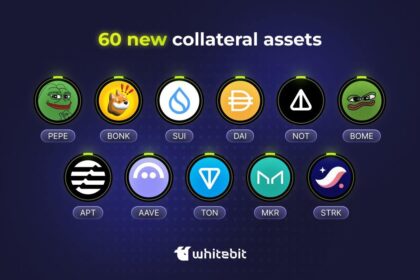 60 new collateral assets
PEPE BONK SUI DAI NOT BOME
APT AAVE TON MKR STRK
whitebit